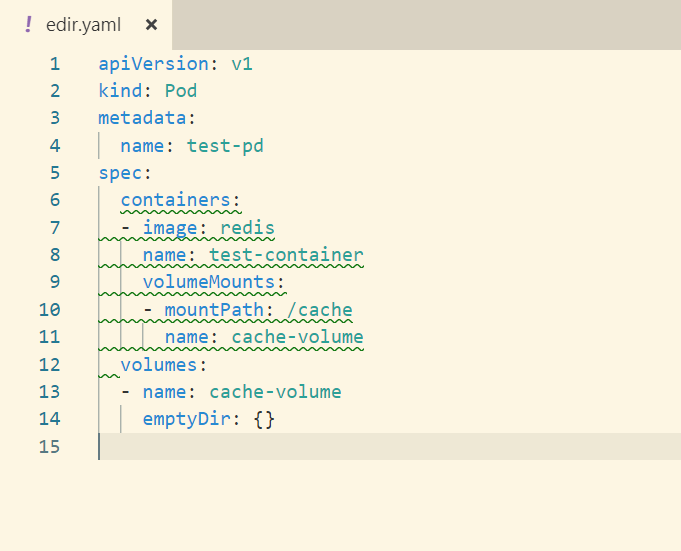 ! edir.yaml ×
1 apiVersion: v1
2 kind: Pod
3 metadata:
4   name: test-pd
5 spec:
6   containers:
7   - image: redis
8     name: test-container
9     volumeMounts:
10     - mountPath: /cache
11       name: cache-volume
12   volumes:
13   - name: cache-volume
14     emptyDir: {}
15